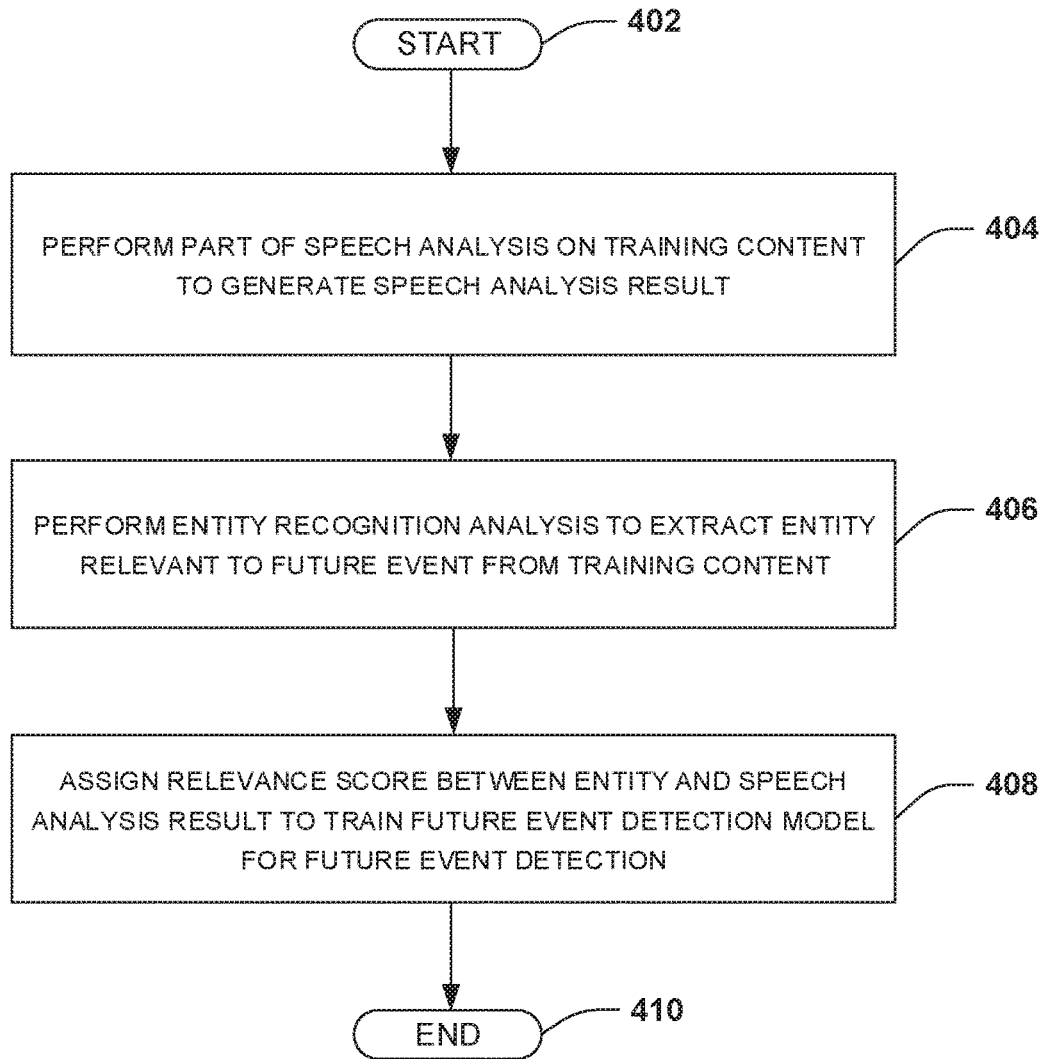 START 402
PERFORM PART OF SPEECH ANALYSIS ON TRAINING CONTENT
TO GENERATE SPEECH ANALYSIS RESULT
404
PERFORM ENTITY RECOGNITION ANALYSIS TO EXTRACT ENTITY
RELEVANT TO FUTURE EVENT FROM TRAINING CONTENT
406
ASSIGN RELEVANCE SCORE BETWEEN ENTITY AND SPEECH
ANALYSIS RESULT TO TRAIN FUTURE EVENT DETECTION MODEL
FOR FUTURE EVENT DETECTION
408
END 410